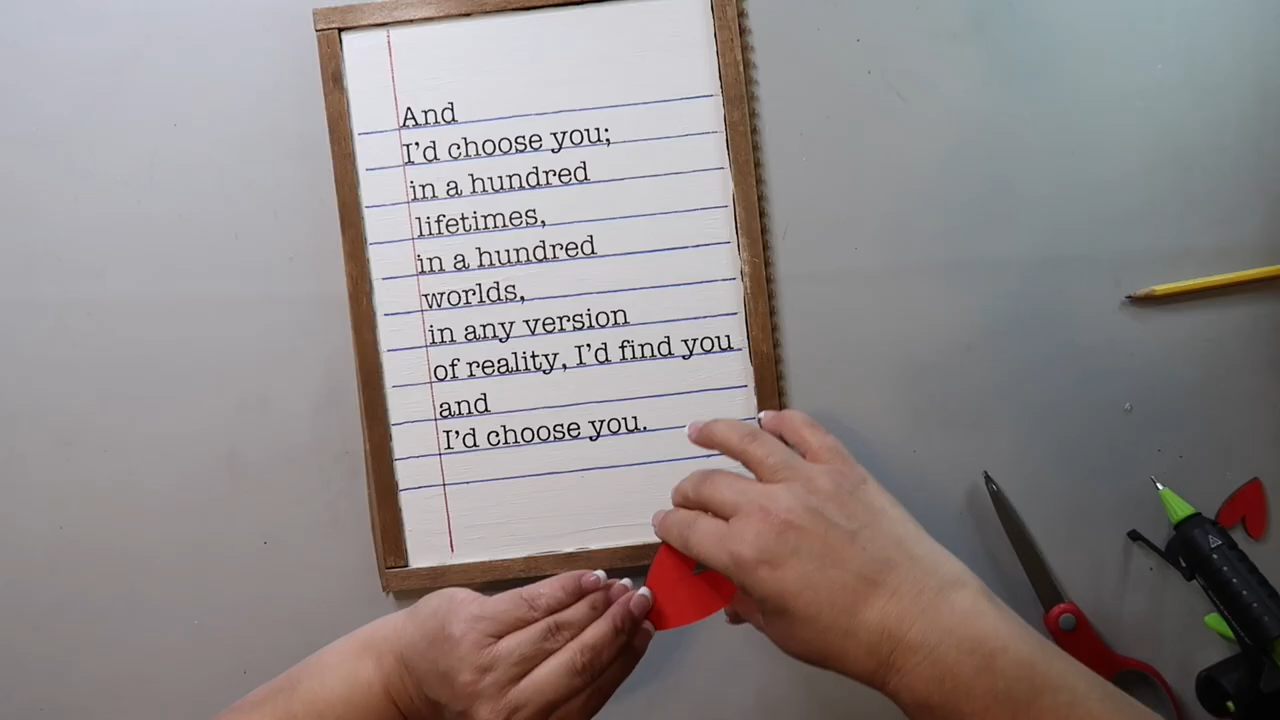 And
I'd choose you;
in a hundred
lifetimes,
in a hundred
worlds,
in any version
of reality, I'd find you
and
I'd choose you.